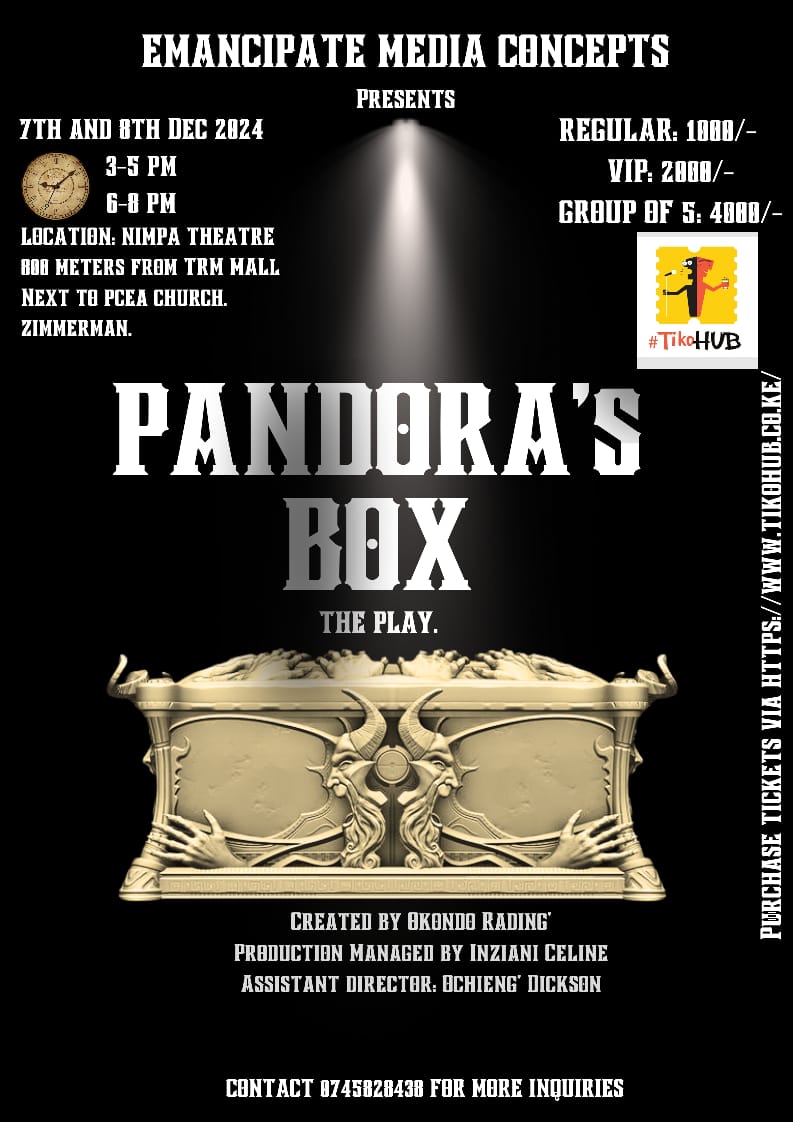 EMANCIPATE MEDIA CONCEPTS
PRESENTS
7TH AND 8TH DEC 2024
3-5 PM
6-8 PM
LOCATION: NIMPA THEATRE
800 METERS FROM TRM MALL
NEXT TO PCEA CHURCH.
ZIMMERMAN.
REGULAR: 1000/-
VIP: 2000/-
GROUP OF 5: 4000/-
#TikoHUB
PURCHASE TICKETS VIA HTTPS://WWW.TIKOHUB.CO.KE/
PANDORA'S
BOX
THE PLAY.
CREATED BY OKONDO RADING'
PRODUCTION MANAGED BY INZIANI CELINE
ASSISTANT DIRECTOR: OCHIENG' DICKSON
CONTACT 0745828438 FOR MORE INQUIRIES